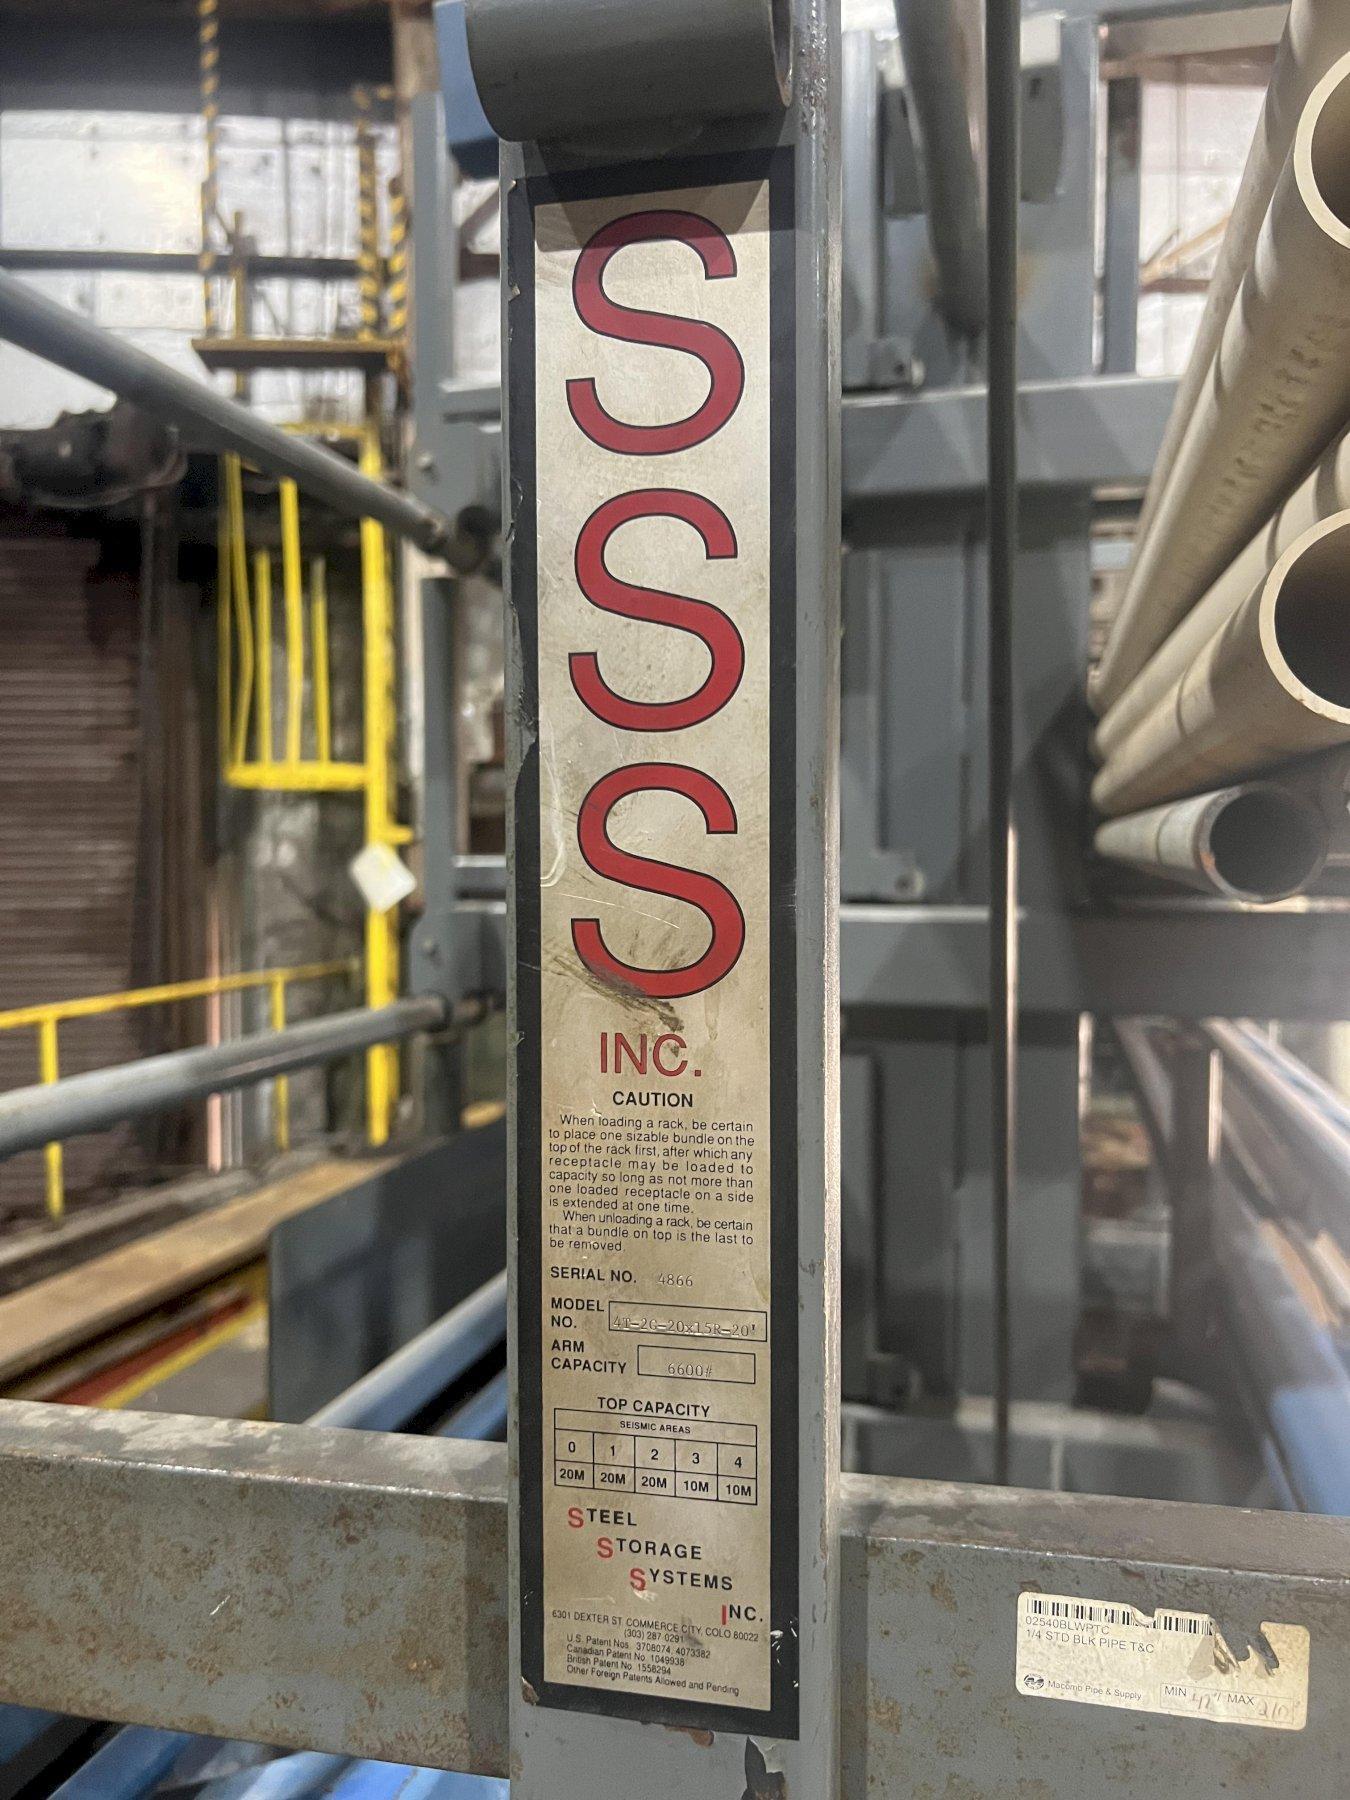 S
S
S
INC.
CAUTION
When loading a rack, be certain
to place one sizable bundle on the
top of the rack first, after which any
receptacle may be loaded to
capacity so long as not more than
one loaded receptacle on a side
is extended at one time.
When unloading a rack, be certain
that a bundle on top is the last to
be removed.
SERIAL NO. 4866
MODEL
NO. 4T-2G-20x15R-20'
ARM
CAPACITY 6600#
TOP CAPACITY
SEISMIC AREAS
0 1 2 3 4
20M 20M 20M 10M 10M
STEEL
STORAGE
SYSTEMS
INC.
6301 DEXTER ST. COMMERCE CITY, COLO 80022
(303) 287 0291
U.S. Patent Nos. 3708074, 4073382
Canadian Patent No. 1049938
British Patent No. 1558294
Other Foreign Patents Allowed and Pending
02540BLWPTC
1/4 STD BLK PIPE T&C
Macomb Pipe & Supply
MIN MAX